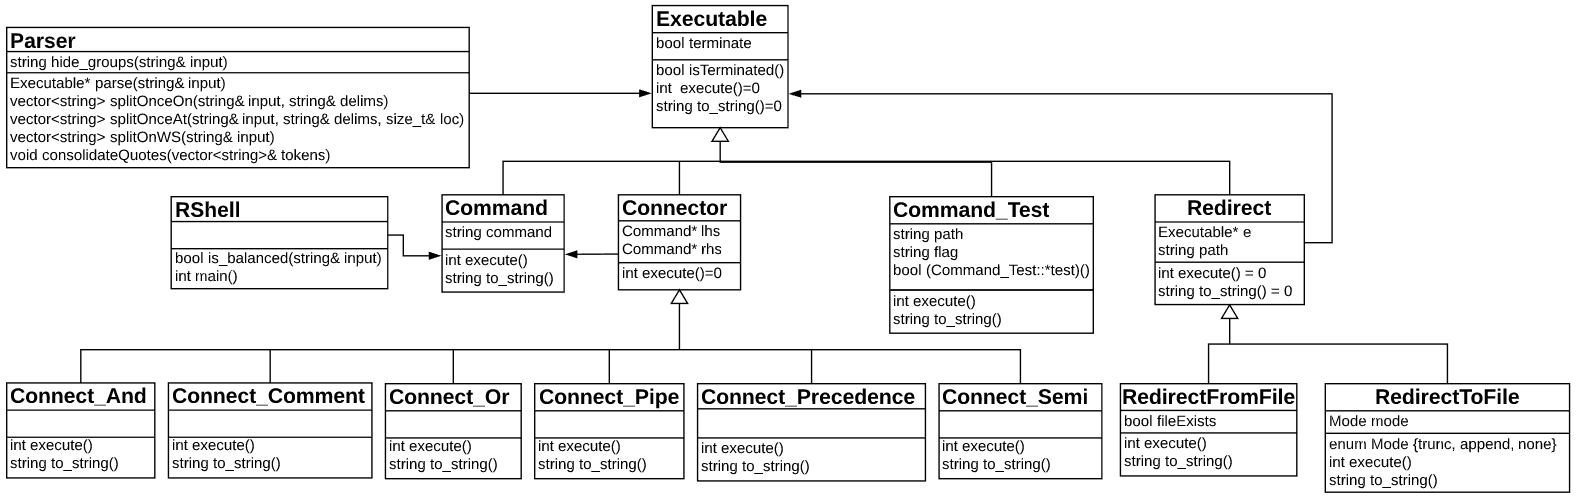 Executable
bool terminate
bool isTerminated()
int  execute()=0
string to_string()=0
Parser
string hide_groups(string& input)
Executable* parse(string& input)
vector<string> splitOnceOn(string& input, string& delims)
vector<string> splitOnceAt(string& input, string& delims, size_t& loc)
vector<string> splitOnWS(string& input)
void consolidateQuotes(vector<string>& tokens)
RShell
bool is_balanced(string& input)
int main()
Command
string command
int execute()
string to_string()
Connector
Command* lhs
Command* rhs
int execute()=0
Command_Test
string path
string flag
bool (Command_Test::*test)()
int execute()
string to_string()
Redirect
Executable* e
string path
int execute() = 0
string to_string() = 0
Connect_And
int execute()
string to_string()
Connect_Comment
int execute()
string to_string()
Connect_Or
int execute()
string to_string()
Connect_Pipe
int execute()
string to_string()
Connect_Precedence
int execute()
string to_string()
Connect_Semi
int execute()
string to_string()
RedirectFromFile
bool fileExists
int execute()
string to_string()
RedirectToFile
Mode mode
enum Mode {trunc, append, none}
int execute()
string to_string()